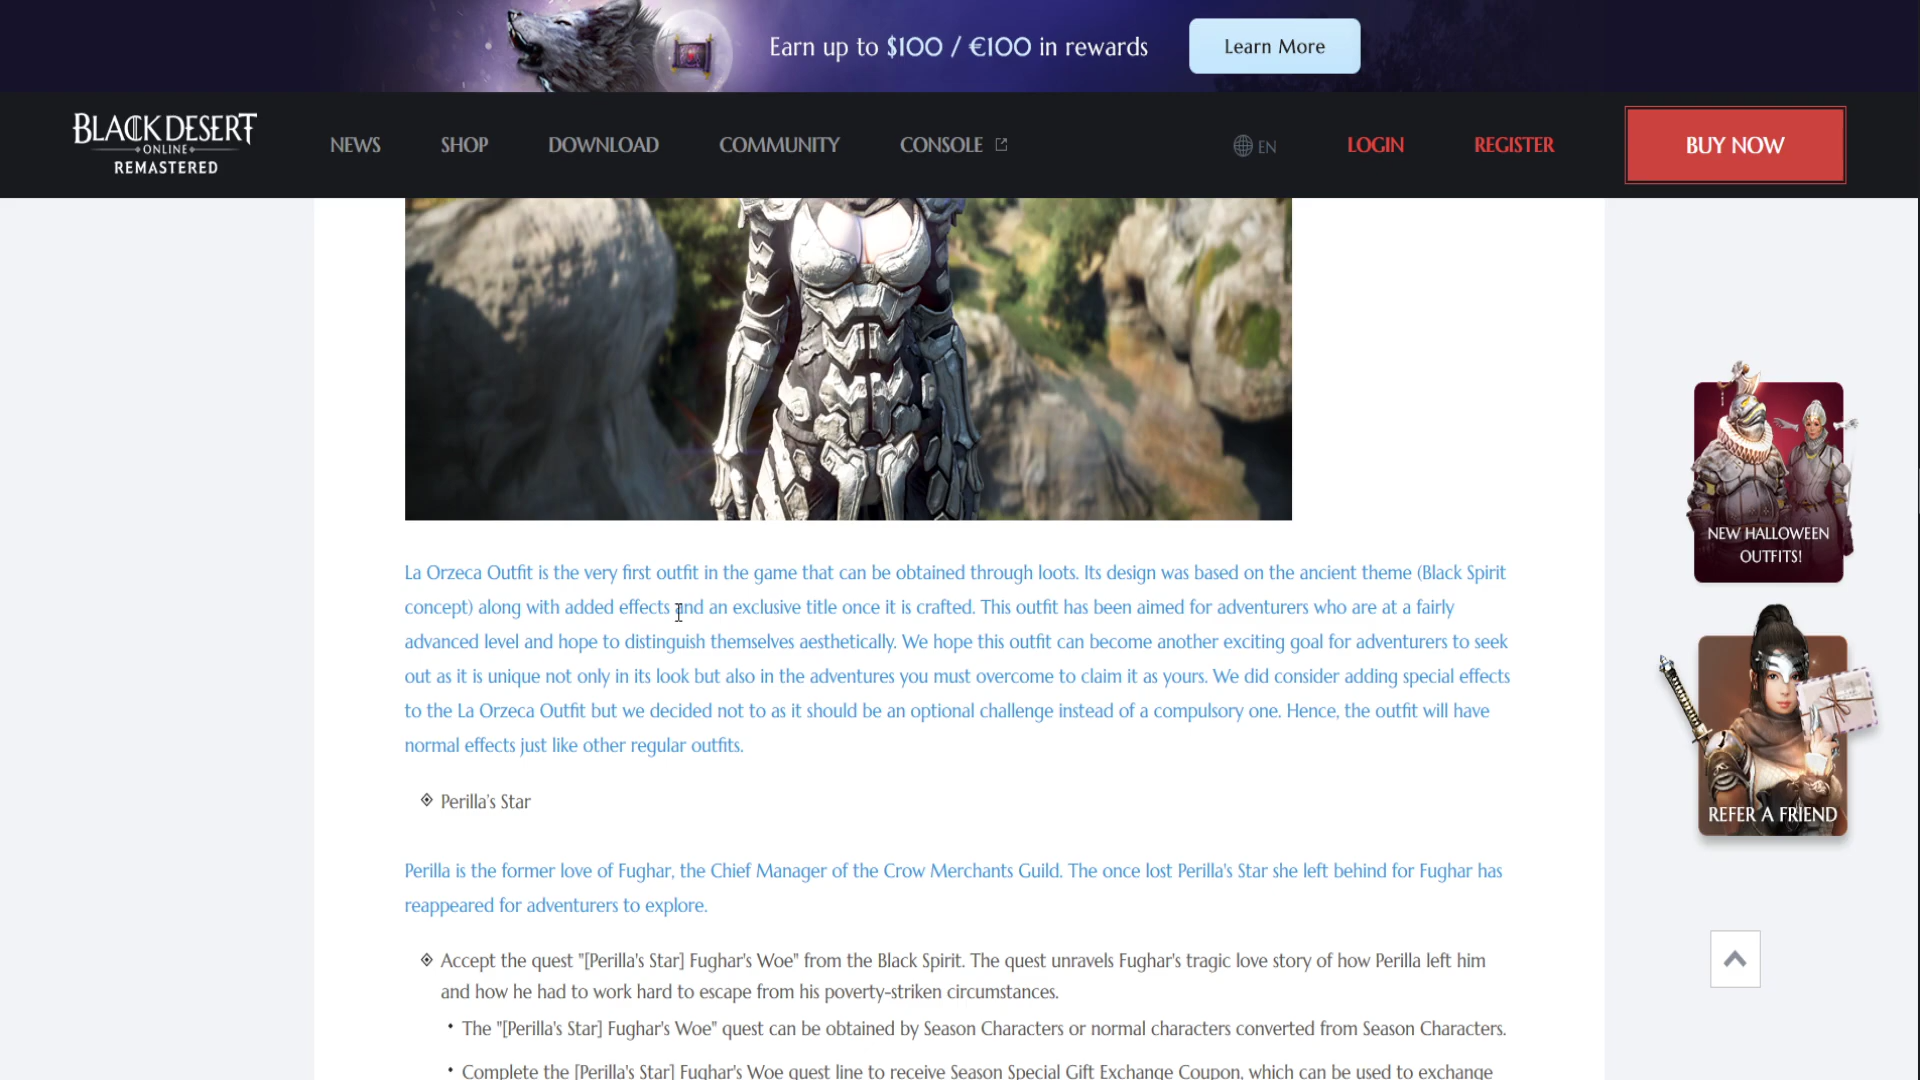 Earn up to $100 / €100 in rewards
Learn More
BLACK DESERT
ONLINE
REMASTERED
NEWS
SHOP
DOWNLOAD
COMMUNITY
CONSOLE
EN
LOGIN
REGISTER
BUY NOW
La Orzeca Outfit is the very first outfit in the game that can be obtained through loots. Its design was based on the ancient theme (Black Spirit
concept) along with added effects and an exclusive title once it is crafted. This outfit has been aimed for adventurers who are at a fairly
advanced level and hope to distinguish themselves aesthetically. We hope this outfit can become another exciting goal for adventurers to seek
out as it is unique not only in its look but also in the adventures you must overcome to claim it as yours. We did consider adding special effects
to the La Orzeca Outfit but we decided not to as it should be an optional challenge instead of a compulsory one. Hence, the outfit will have
normal effects just like other regular outfits.
Perilla's Star
Perilla is the former love of Fughar, the Chief Manager of the Crow Merchants Guild. The once lost Perilla's Star she left behind for Fughar has
reappeared for adventurers to explore.
Accept the quest "[Perilla's Star] Fughar's Woe" from the Black Spirit. The quest unravels Fughar's tragic love story of how Perilla left him
and how he had to work hard to escape from his poverty-striken circumstances.
• The "[Perilla's Star] Fughar's Woe" quest can be obtained by Season Characters or normal characters converted from Season Characters.
• Complete the [Perilla's Star] Fughar's Woe quest line to receive Season Special Gift Exchange Coupon, which can be used to exchange
NEW HALLOWEEN
OUTFITS!
REFER A FRIEND